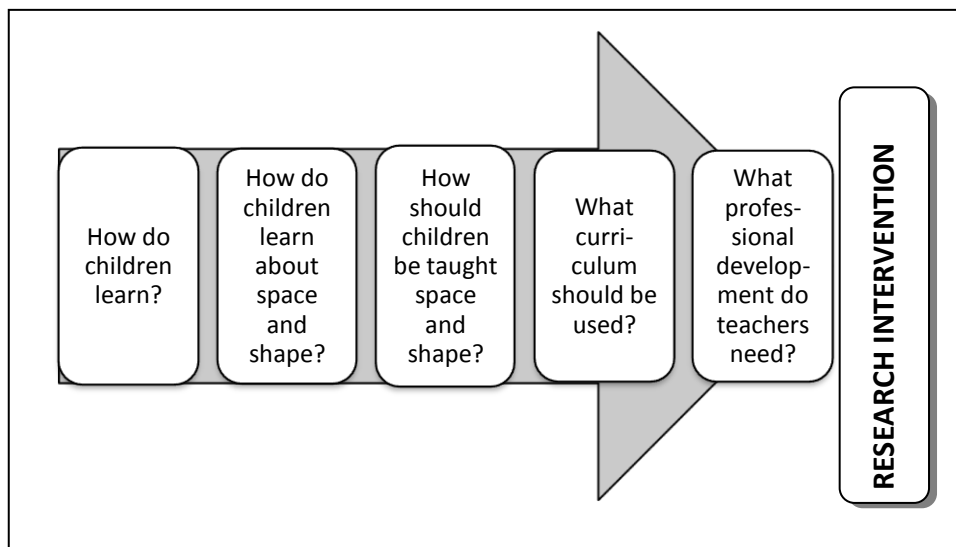 How do
children
learn?
How do
children
learn
about
space
and
shape?
How
should
children
be taught
space
and
shape?
What
curri-
culum
should be
used?
What
profes-
sional
develop-
ment do
teachers
need?
RESEARCH INTERVENTION